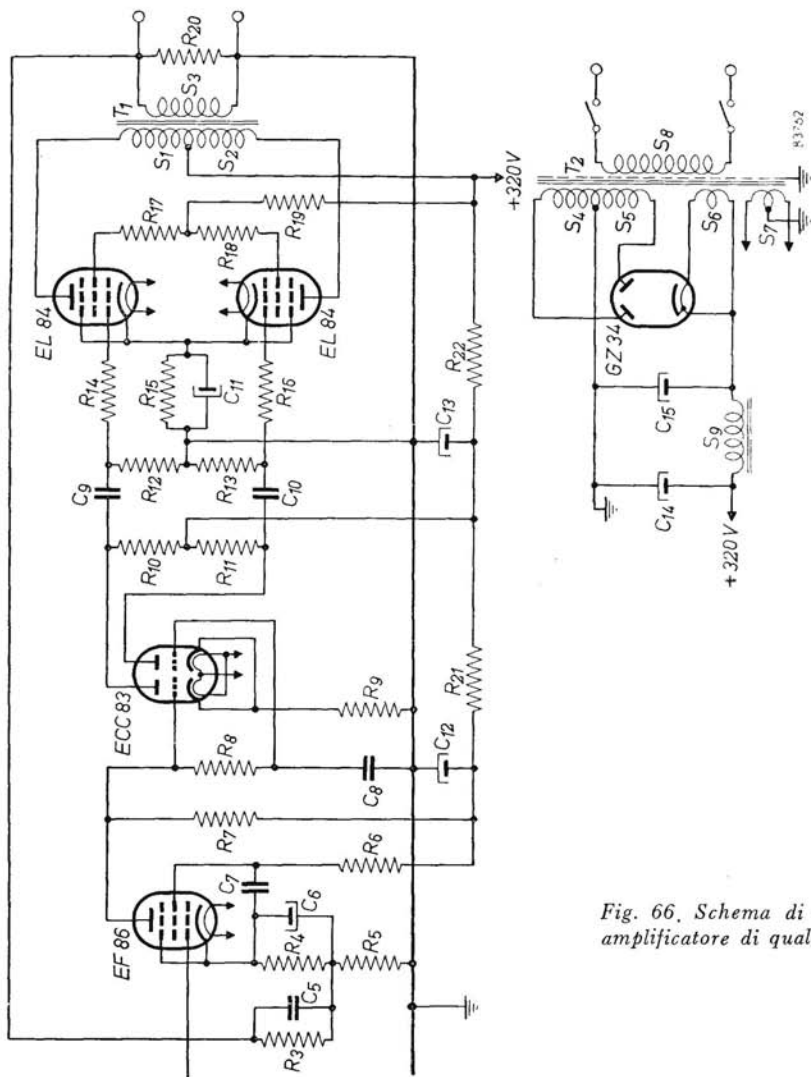 EF 86
ECC 83
EL 84
EL 84
GZ 34
R3
C5
R4
C6
R5
C7
R6
R7
R8
C8
C12
R9
R21
R10
R11
C9
C10
R12
R13
C13
R14
R15
C11
R16
R22
R17
R18
R19
T1
S1
S2
S3
R20
+320V
T2
S4
S5
S6
S7
S8
C15
S9
C14
+320V
83762
Fig. 66. Schema di
amplificatore di qual